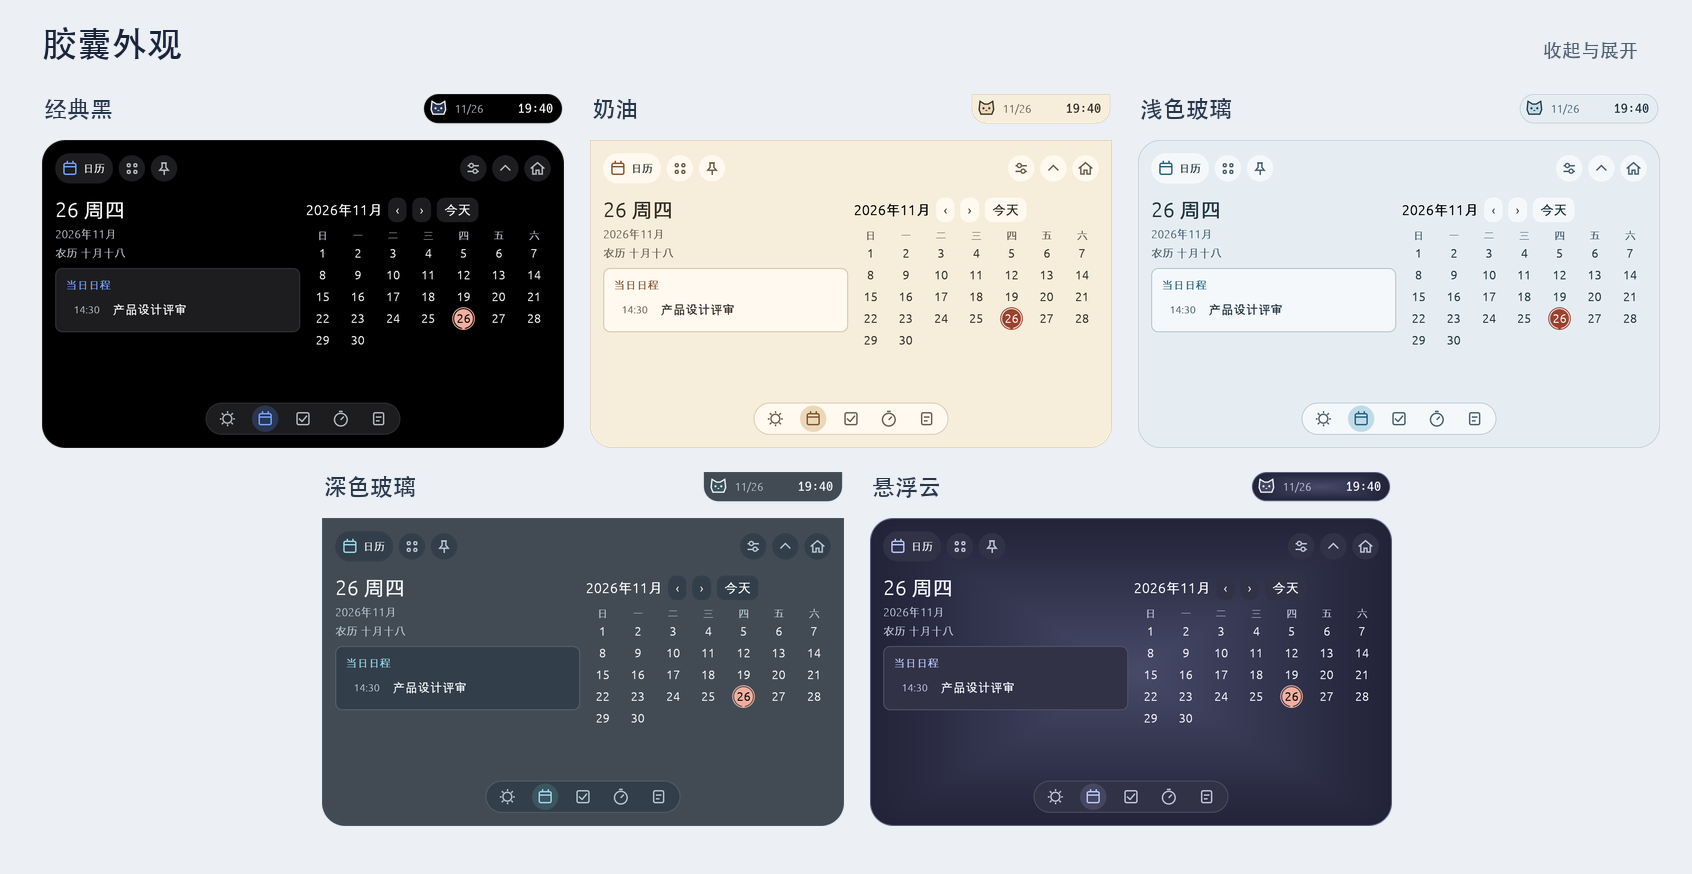 胶囊外观
收起与展开
经典黑
11/26 19:40
日历
26 周四
2026年11月
农历 十月十八
当日日程
14:30 产品设计评审
2026年11月 ‹ › 今天
日 一 二 三 四 五 六
1 2 3 4 5 6 7
8 9 10 11 12 13 14
15 16 17 18 19 20 21
22 23 24 25 26 27 28
29 30
奶油
11/26 19:40
日历
26 周四
2026年11月
农历 十月十八
当日日程
14:30 产品设计评审
2026年11月 ‹ › 今天
日 一 二 三 四 五 六
1 2 3 4 5 6 7
8 9 10 11 12 13 14
15 16 17 18 19 20 21
22 23 24 25 26 27 28
29 30
浅色玻璃
11/26 19:40
日历
26 周四
2026年11月
农历 十月十八
当日日程
14:30 产品设计评审
2026年11月 ‹ › 今天
日 一 二 三 四 五 六
1 2 3 4 5 6 7
8 9 10 11 12 13 14
15 16 17 18 19 20 21
22 23 24 25 26 27 28
29 30
深色玻璃
11/26 19:40
日历
26 周四
2026年11月
农历 十月十八
当日日程
14:30 产品设计评审
2026年11月 ‹ › 今天
日 一 二 三 四 五 六
1 2 3 4 5 6 7
8 9 10 11 12 13 14
15 16 17 18 19 20 21
22 23 24 25 26 27 28
29 30
悬浮云
11/26 19:40
日历
26 周四
2026年11月
农历 十月十八
当日日程
14:30 产品设计评审
2026年11月 ‹ › 今天
日 一 二 三 四 五 六
1 2 3 4 5 6 7
8 9 10 11 12 13 14
15 16 17 18 19 20 21
22 23 24 25 26 27 28
29 30